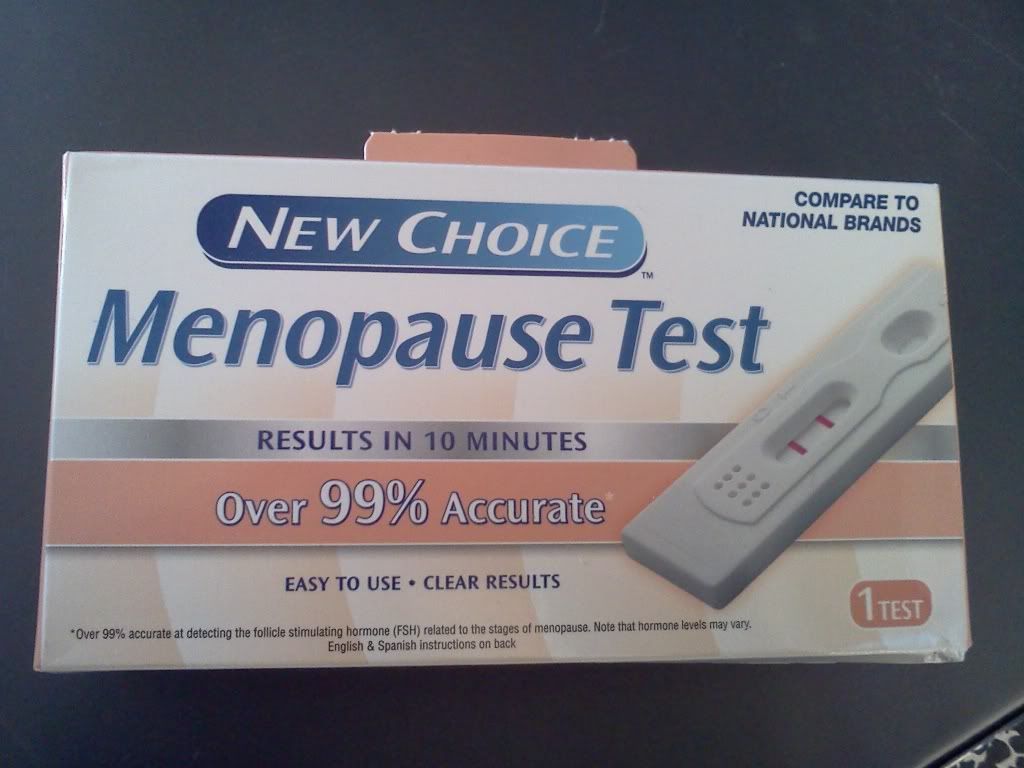 NEW CHOICE™
COMPARE TO
NATIONAL BRANDS
Menopause Test
RESULTS IN 10 MINUTES
Over 99% Accurate*
EASY TO USE • CLEAR RESULTS
1 TEST
*Over 99% accurate at detecting the follicle stimulating hormone (FSH) related to the stages of menopause. Note that hormone levels may vary.
English & Spanish instructions on back